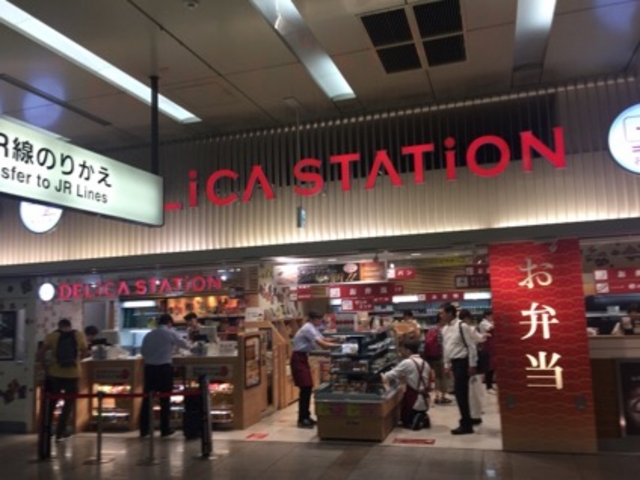 R線のりかえ
sfer to JR Lines
LiCA STATiON
DELiCA STATiON
お弁当